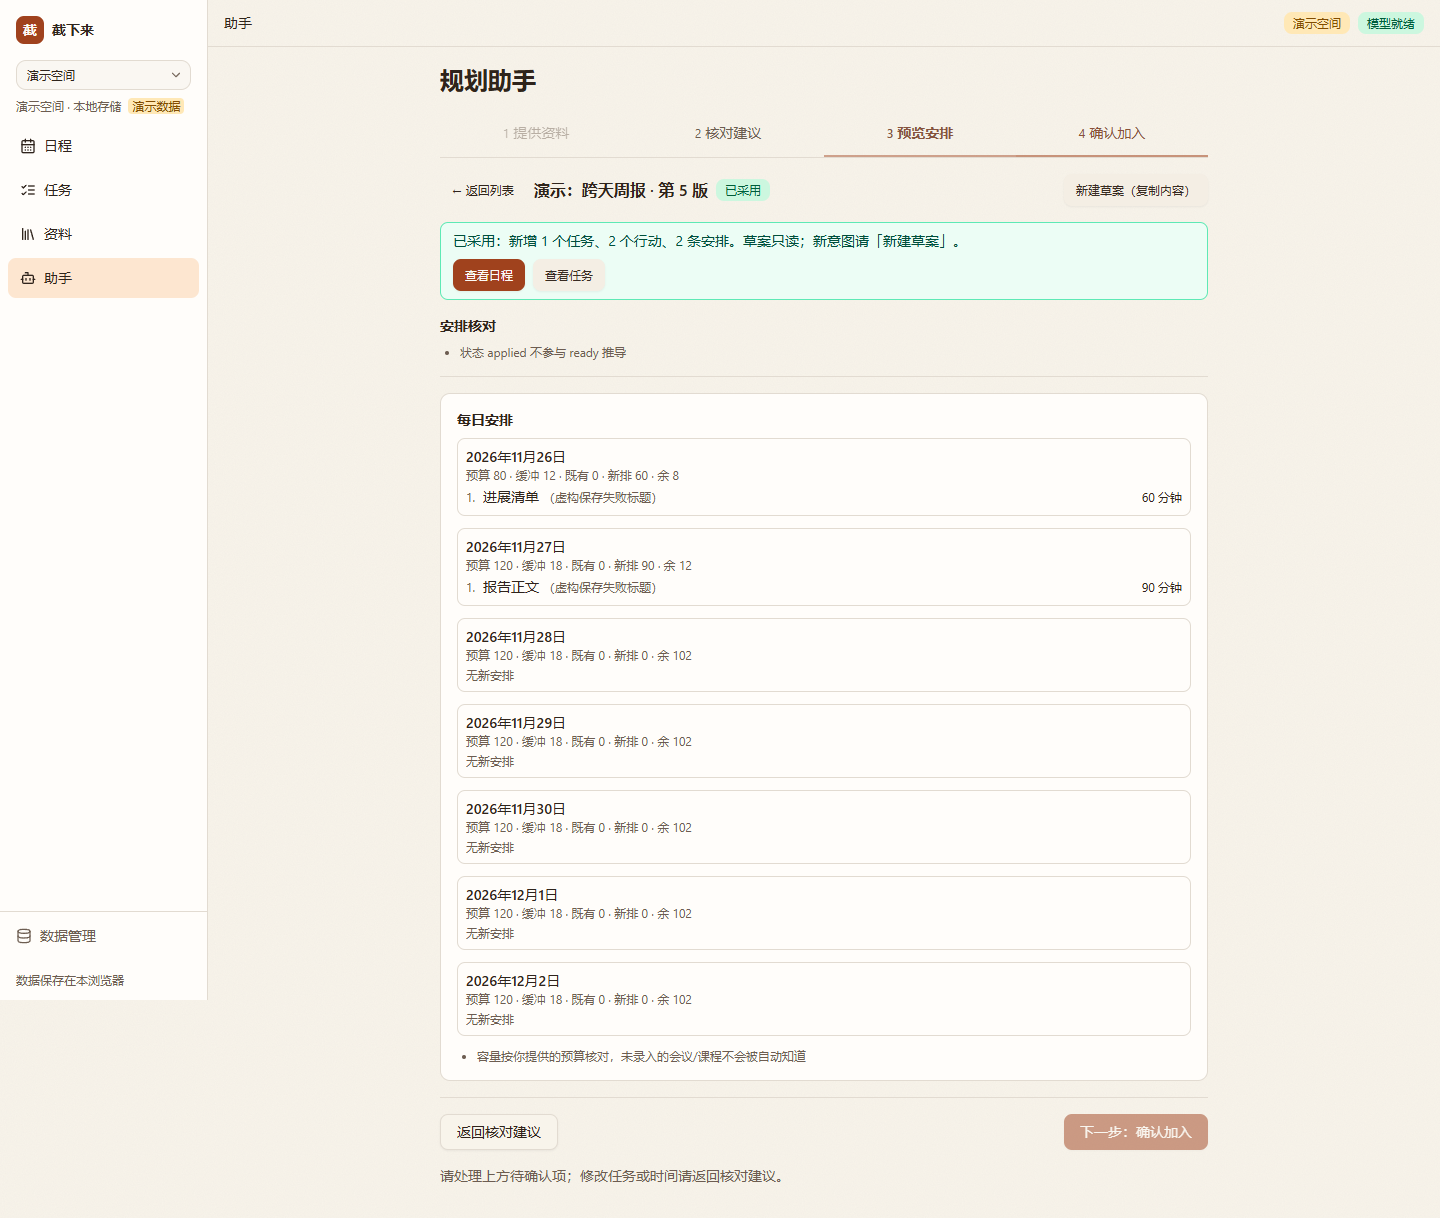 截 截下来
演示空间
演示空间 · 本地存储 演示数据
日程
任务
资料
助手
数据管理
数据保存在本浏览器
助手
演示空间 模型就绪
规划助手
1 提供资料 2 核对建议 3 预览安排 4 确认加入
← 返回列表 演示：跨天周报 · 第 5 版 已采用 新建草案（复制内容）
已采用：新增 1 个任务、2 个行动、2 条安排。草案只读；新意图请「新建草案」。
查看日程 查看任务
安排核对
• 状态 applied 不参与 ready 推导
每日安排
2026年11月26日
预算 80 · 缓冲 12 · 既有 0 · 新排 60 · 余 8
1. 进展清单 （虚构保存失败标题） 60 分钟
2026年11月27日
预算 120 · 缓冲 18 · 既有 0 · 新排 90 · 余 12
1. 报告正文 （虚构保存失败标题） 90 分钟
2026年11月28日
预算 120 · 缓冲 18 · 既有 0 · 新排 0 · 余 102
无新安排
2026年11月29日
预算 120 · 缓冲 18 · 既有 0 · 新排 0 · 余 102
无新安排
2026年11月30日
预算 120 · 缓冲 18 · 既有 0 · 新排 0 · 余 102
无新安排
2026年12月1日
预算 120 · 缓冲 18 · 既有 0 · 新排 0 · 余 102
无新安排
2026年12月2日
预算 120 · 缓冲 18 · 既有 0 · 新排 0 · 余 102
无新安排
• 容量按你提供的预算核对，未录入的会议/课程不会被自动知道
返回核对建议 下一步：确认加入
请处理上方待确认项；修改任务或时间请返回核对建议。